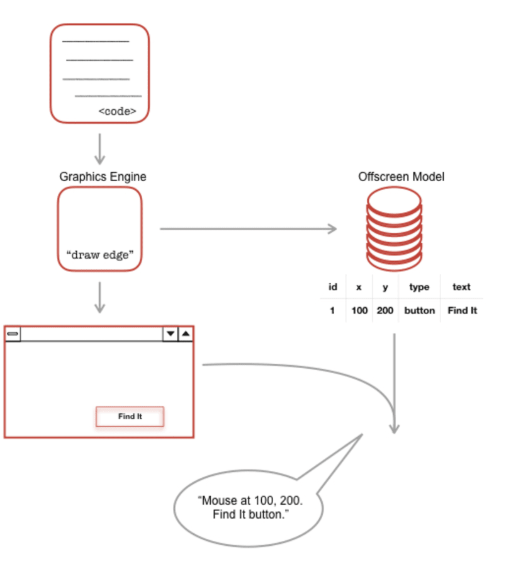 <code>
Graphics Engine
Offscreen Model
“draw edge”
id x y type text
1 100 200 button Find It
Find It
“Mouse at 100, 200.
Find It button.”